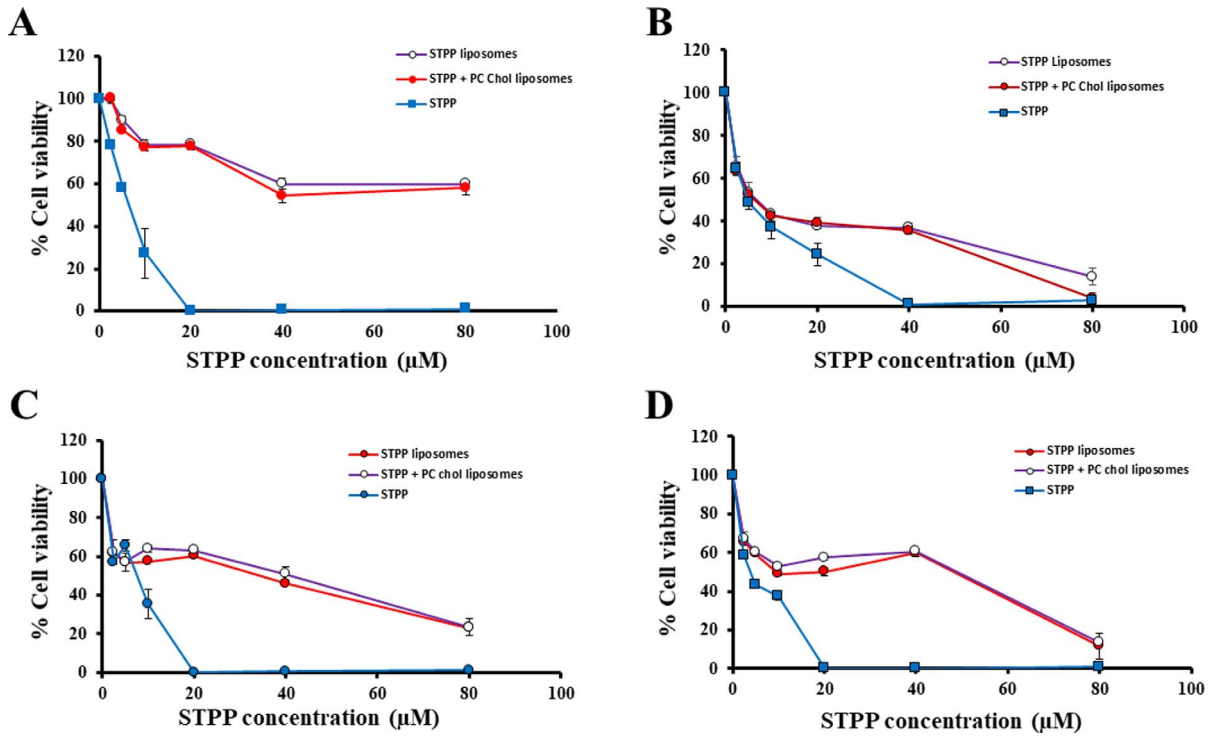 A
120
100
80
60
40
20
0
% Cell viability
0 20 40 60 80 100
STPP concentration (µM)
STPP liposomes
STPP + PC Chol liposomes
STPP
B
120
100
80
60
40
20
0
% Cell viability
0 20 40 60 80 100
STPP concentration (µM)
STPP Liposomes
STPP + PC Chol liposomes
STPP
C
120
100
80
60
40
20
0
% Cell viability
0 20 40 60 80 100
STPP concentration (µM)
STPP liposomes
STPP + PC chol liposomes
STPP
D
120
100
80
60
40
20
0
% Cell viability
0 20 40 60 80 100
STPP concentration (µM)
STPP liposomes
STPP + PC chol liposomes
STPP